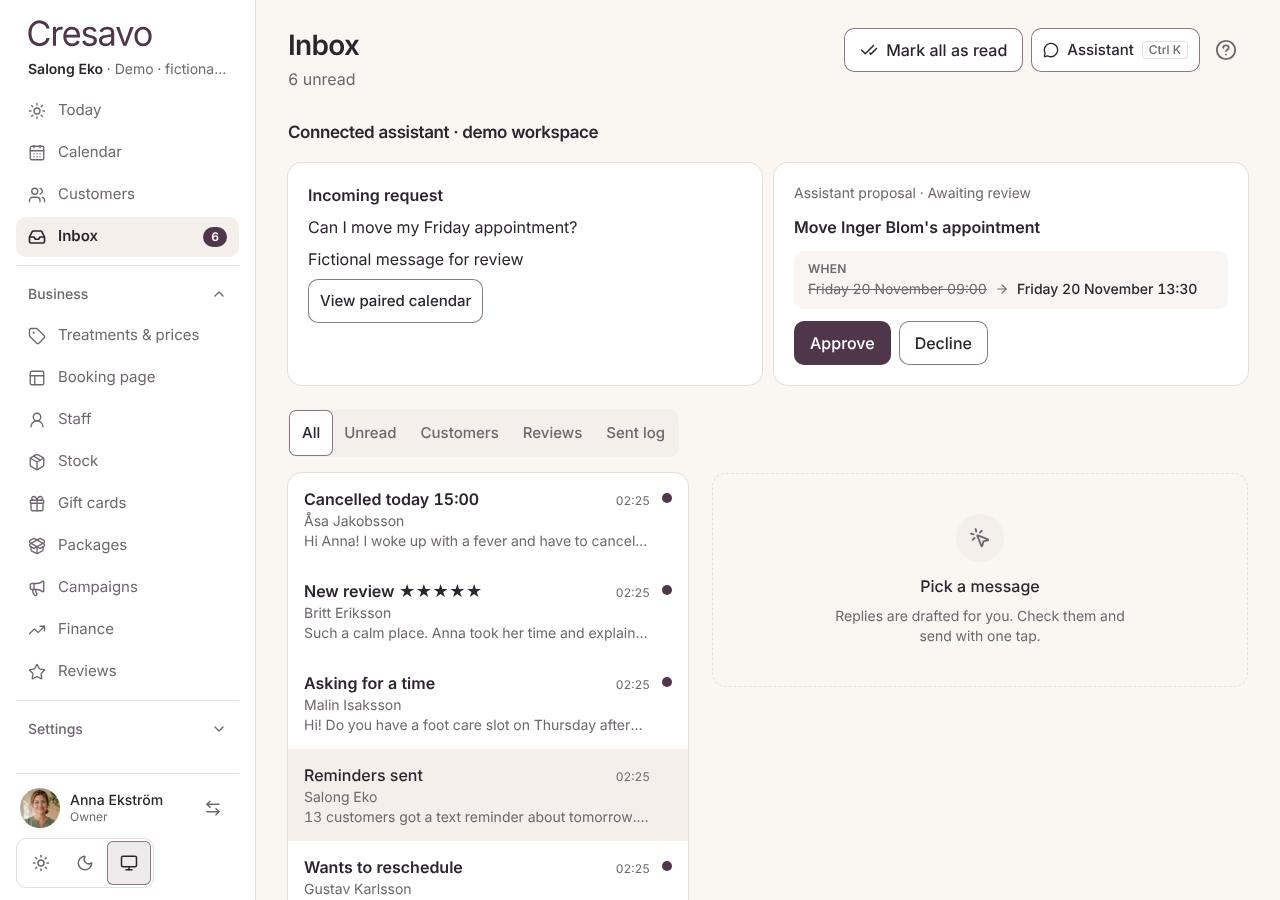 Cresavo
Salong Eko · Demo · fictiona...
Today
Calendar
Customers
Inbox 6
Business
Treatments & prices
Booking page
Staff
Stock
Gift cards
Packages
Campaigns
Finance
Reviews
Settings
Anna Ekström
Owner
Inbox
6 unread
Mark all as read
Assistant Ctrl K
Connected assistant · demo workspace
Incoming request
Can I move my Friday appointment?
Fictional message for review
View paired calendar
Assistant proposal · Awaiting review
Move Inger Blom's appointment
WHEN
Friday 20 November 09:00 → Friday 20 November 13:30
Approve Decline
All Unread Customers Reviews Sent log
Cancelled today 15:00 02:25
Åsa Jakobsson
Hi Anna! I woke up with a fever and have to cancel...
New review ★★★★★ 02:25
Britt Eriksson
Such a calm place. Anna took her time and explain...
Asking for a time 02:25
Malin Isaksson
Hi! Do you have a foot care slot on Thursday after...
Reminders sent 02:25
Salong Eko
13 customers got a text reminder about tomorrow....
Wants to reschedule 02:25
Gustav Karlsson
Pick a message
Replies are drafted for you. Check them and
send with one tap.